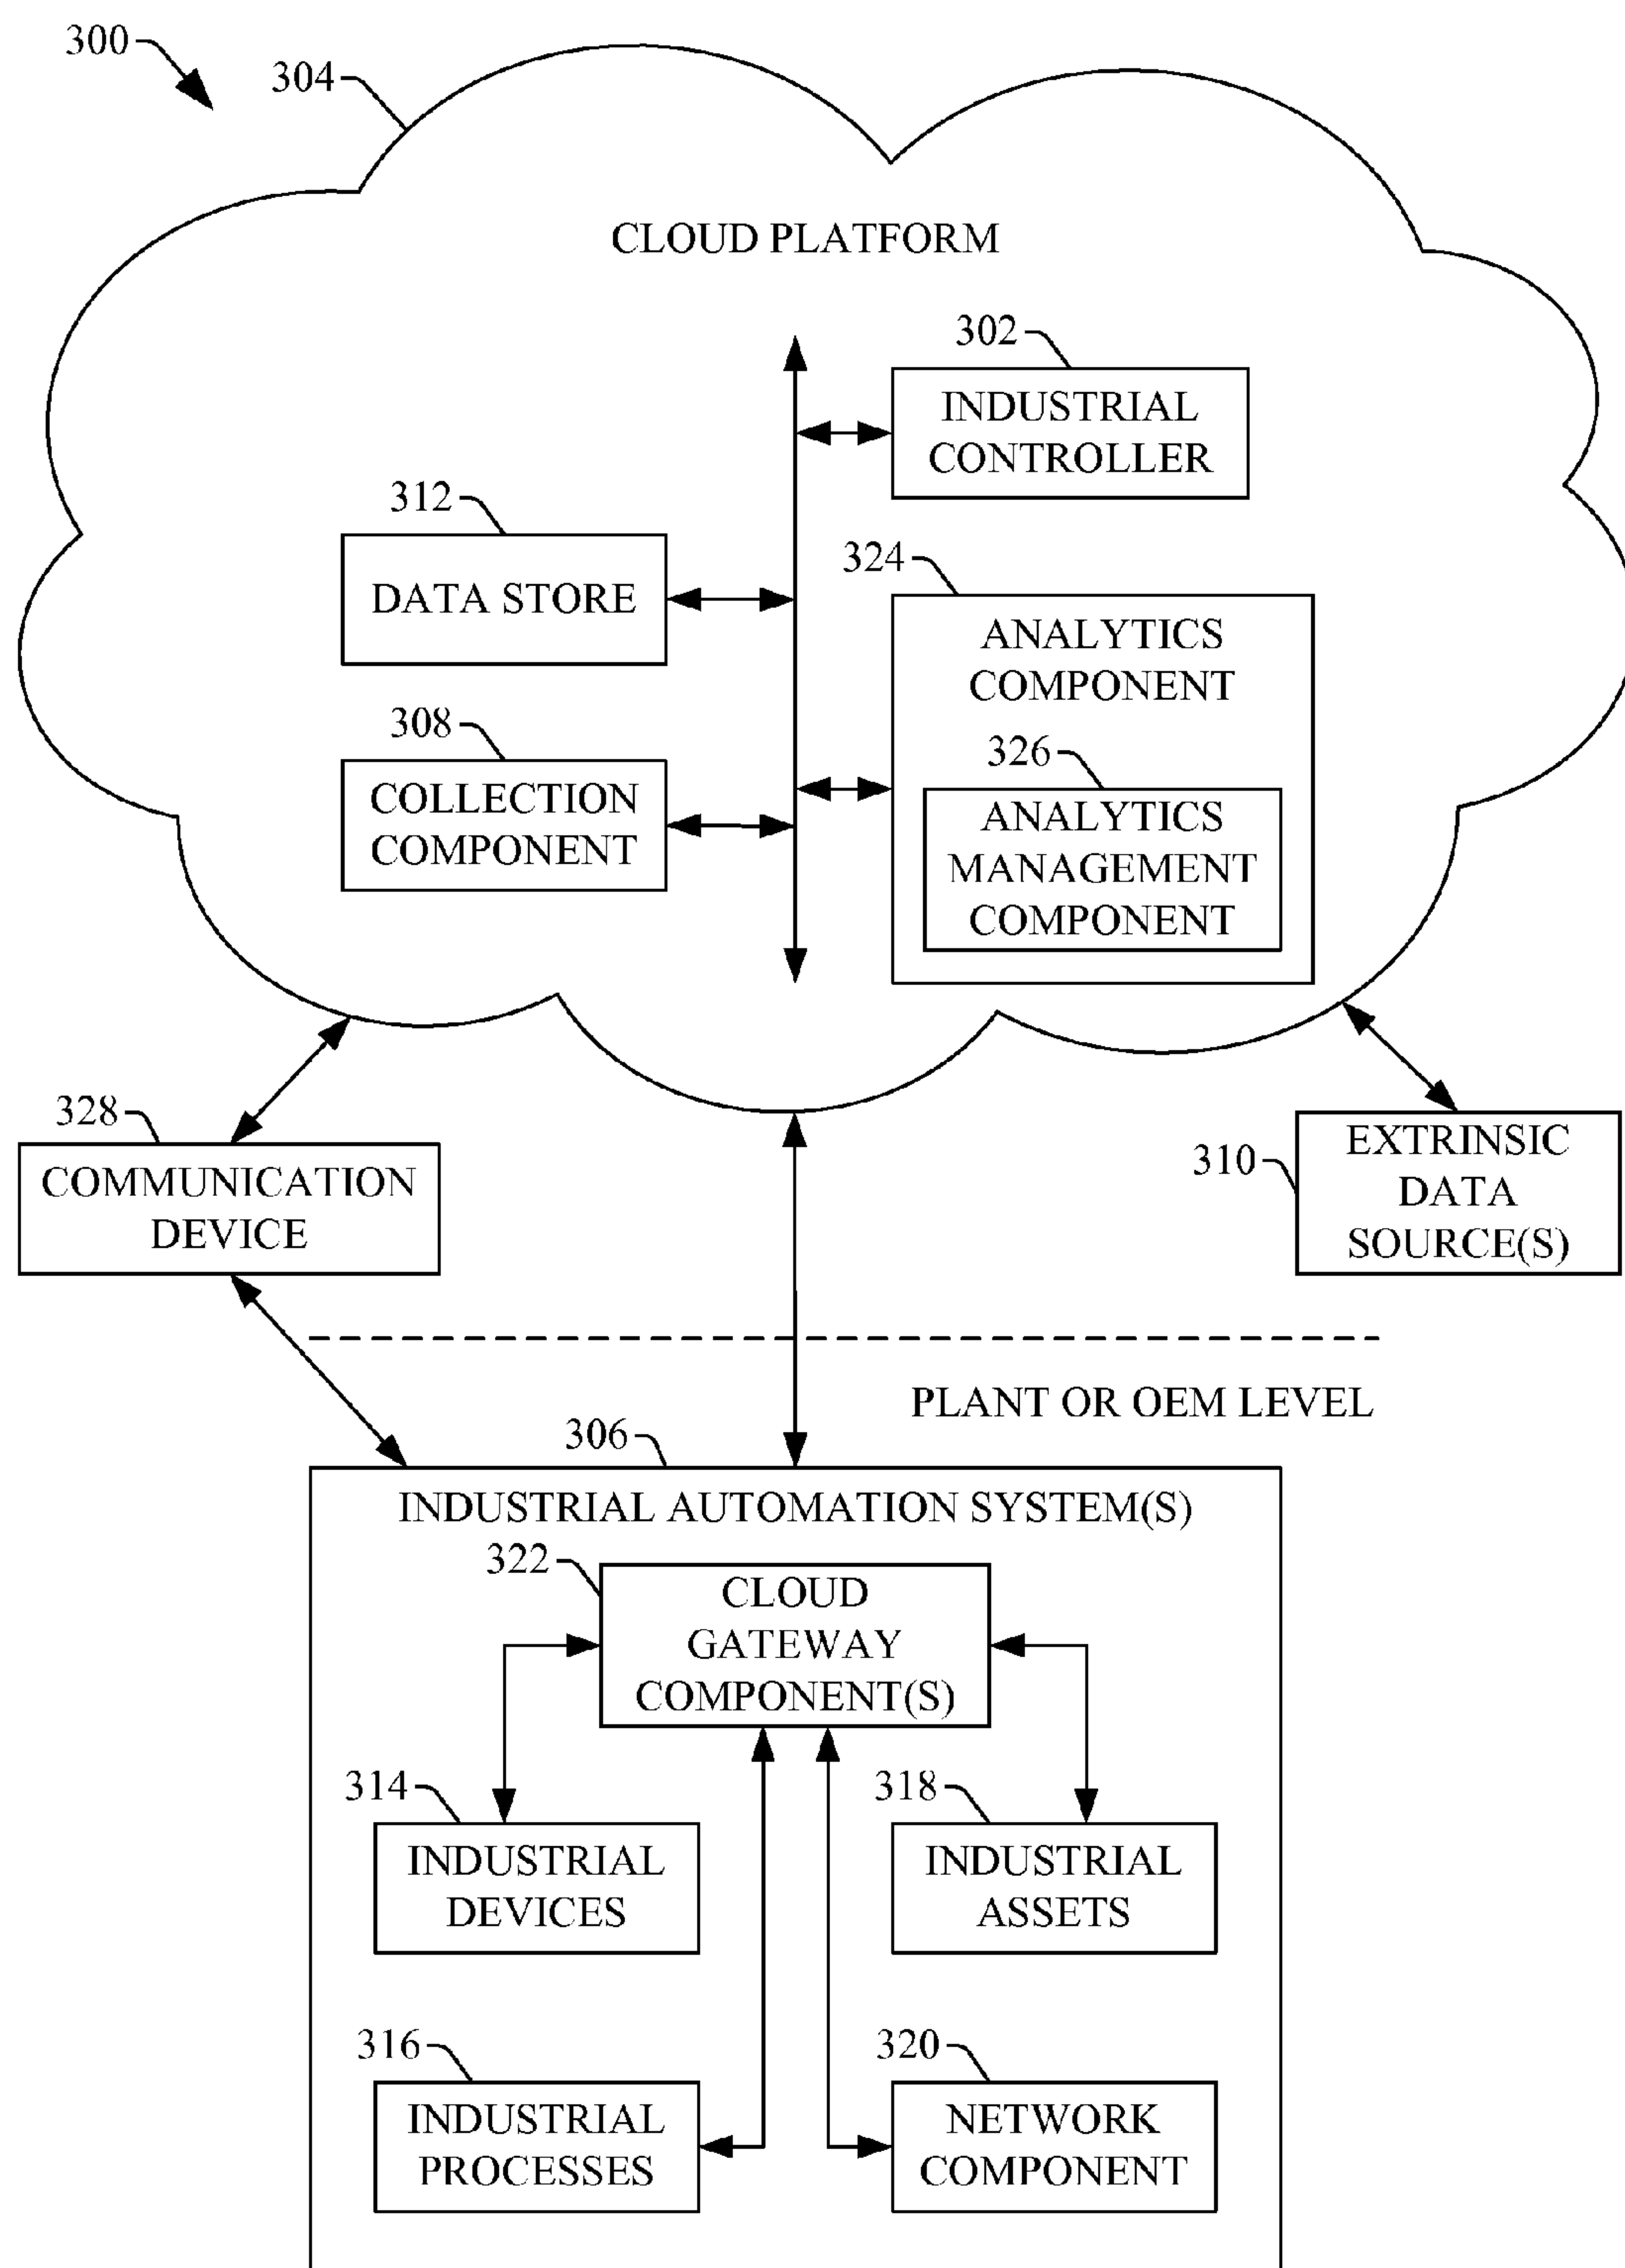 300
304
CLOUD PLATFORM
302
INDUSTRIAL
CONTROLLER
312
DATA STORE
324
ANALYTICS
COMPONENT
308
COLLECTION
COMPONENT
326
ANALYTICS
MANAGEMENT
COMPONENT
328
COMMUNICATION
DEVICE
310
EXTRINSIC
DATA
SOURCE(S)
PLANT OR OEM LEVEL
306
INDUSTRIAL AUTOMATION SYSTEM(S)
322
CLOUD
GATEWAY
COMPONENT(S)
314
INDUSTRIAL
DEVICES
318
INDUSTRIAL
ASSETS
316
INDUSTRIAL
PROCESSES
320
NETWORK
COMPONENT